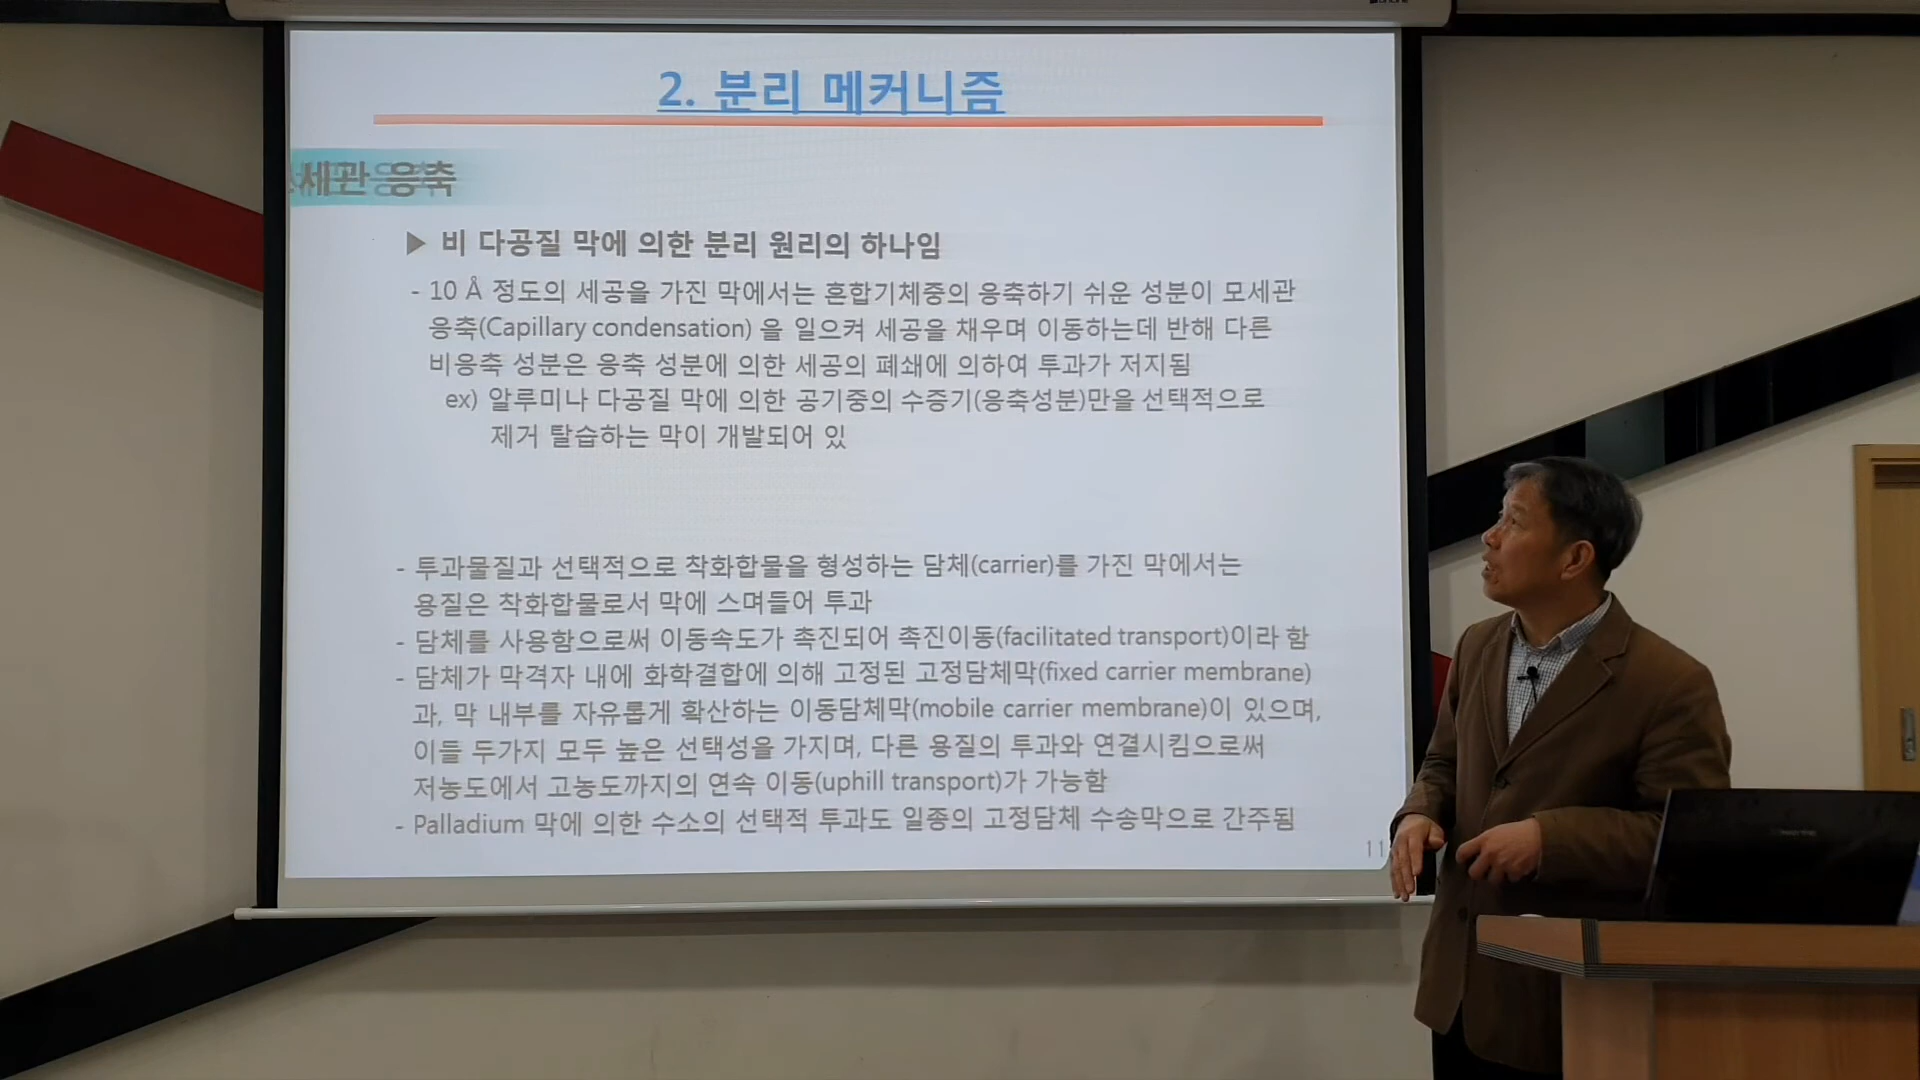 2. 분리 메커니즘
세관 응축
▶ 비 다공질 막에 의한 분리 원리의 하나임
- 10 Å 정도의 세공을 가진 막에서는 혼합기체중의 응축하기 쉬운 성분이 모세관
응축(Capillary condensation) 을 일으켜 세공을 채우며 이동하는데 반해 다른
비응축 성분은 응축 성분에 의한 세공의 폐쇄에 의하여 투과가 저지됨
ex) 알루미나 다공질 막에 의한 공기중의 수증기(응축성분)만을 선택적으로
제거 탈습하는 막이 개발되어 있
- 투과물질과 선택적으로 착화합물을 형성하는 담체(carrier)를 가진 막에서는
용질은 착화합물로서 막에 스며들어 투과
- 담체를 사용함으로써 이동속도가 촉진되어 촉진이동(facilitated transport)이라 함
- 담체가 막격자 내에 화학결합에 의해 고정된 고정담체막(fixed carrier membrane)
과, 막 내부를 자유롭게 확산하는 이동담체막(mobile carrier membrane)이 있으며,
이들 두가지 모두 높은 선택성을 가지며, 다른 용질의 투과와 연결시킴으로써
저농도에서 고농도까지의 연속 이동(uphill transport)가 가능함
- Palladium 막에 의한 수소의 선택적 투과도 일종의 고정담체 수송막으로 간주됨
11